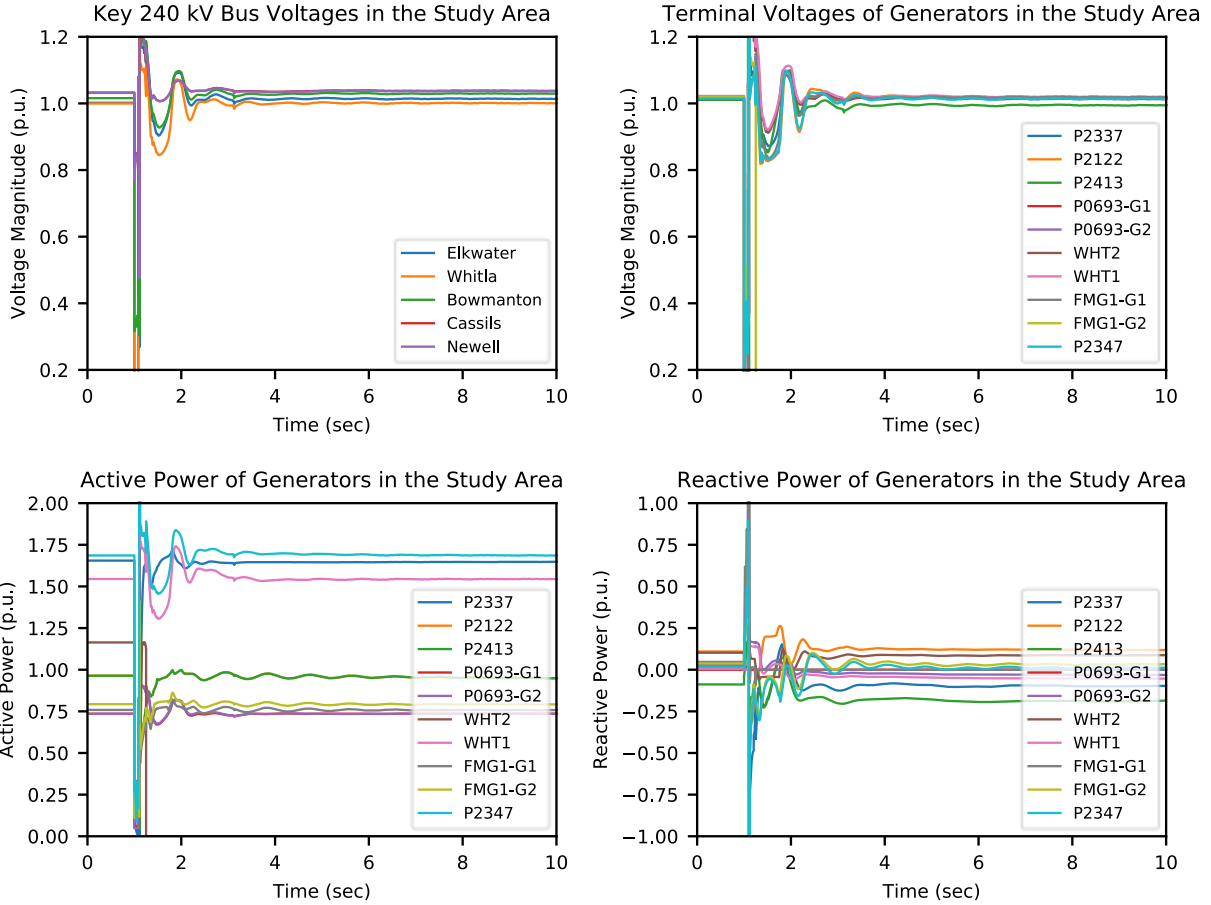 Key 240 kV Bus Voltages in the Study Area
1.2
1.0
0.8
0.6
0.4
0.2
Voltage Magnitude (p.u.)
Elkwater
Whitla
Bowmanton
Cassils
Newell
0 2 4 6 8 10
Time (sec)
Terminal Voltages of Generators in the Study Area
1.2
1.0
0.8
0.6
0.4
0.2
Voltage Magnitude (p.u.)
P2337
P2122
P2413
P0693-G1
P0693-G2
WHT2
WHT1
FMG1-G1
FMG1-G2
P2347
0 2 4 6 8 10
Time (sec)
Active Power of Generators in the Study Area
2.00
1.75
1.50
1.25
1.00
0.75
0.50
0.25
0.00
Active Power (p.u.)
P2337
P2122
P2413
P0693-G1
P0693-G2
WHT2
WHT1
FMG1-G1
FMG1-G2
P2347
0 2 4 6 8 10
Time (sec)
Reactive Power of Generators in the Study Area
1.00
0.75
0.50
0.25
0.00
−0.25
−0.50
−0.75
−1.00
Reactive Power (p.u.)
P2337
P2122
P2413
P0693-G1
P0693-G2
WHT2
WHT1
FMG1-G1
FMG1-G2
P2347
0 2 4 6 8 10
Time (sec)